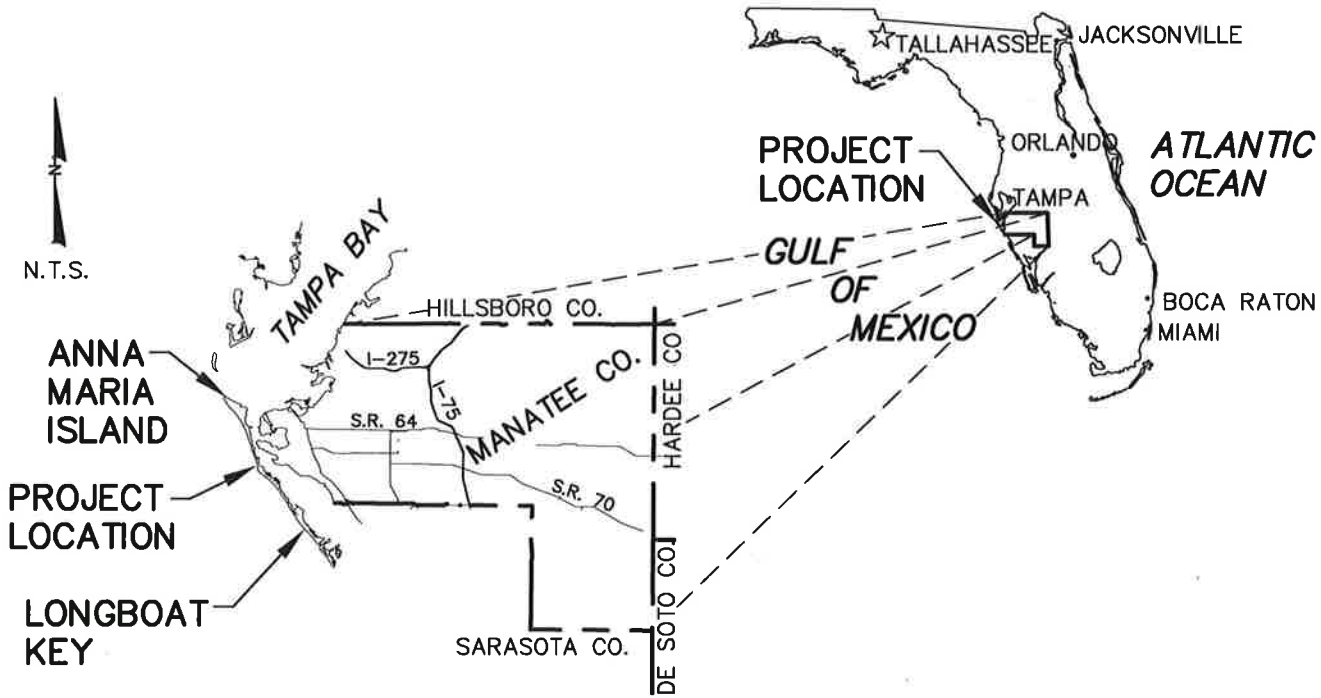 TALLAHASSEE
JACKSONVILLE
ORLANDO
ATLANTIC
OCEAN
PROJECT
LOCATION
TAMPA
GULF
OF
MEXICO
BOCA RATON
MIAMI
N
N.T.S.
TAMPA BAY
HILLSBORO CO.
ANNA
MARIA
ISLAND
I-275
I-75
MANATEE CO.
HARDEE CO
S.R. 64
PROJECT
LOCATION
S.R. 70
LONGBOAT
KEY
SARASOTA CO.
DE SOTO CO.